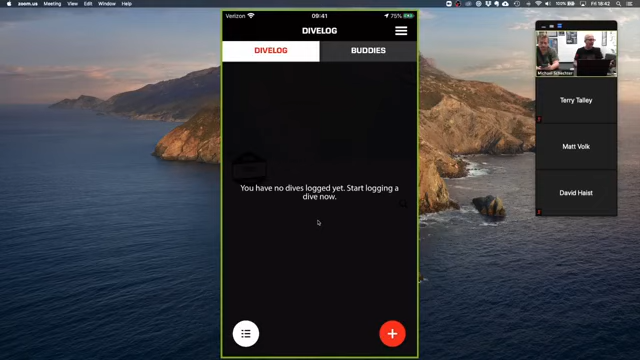 zoom.us Meeting View Edit Window Help
100% Fri 18:42
Verizon 09:41 75%
DIVELOG
DIVELOG BUDDIES
You have no dives logged yet. Start logging a
dive now.
Michael Schechter
Terry Talley
Matt Volk
David Haist